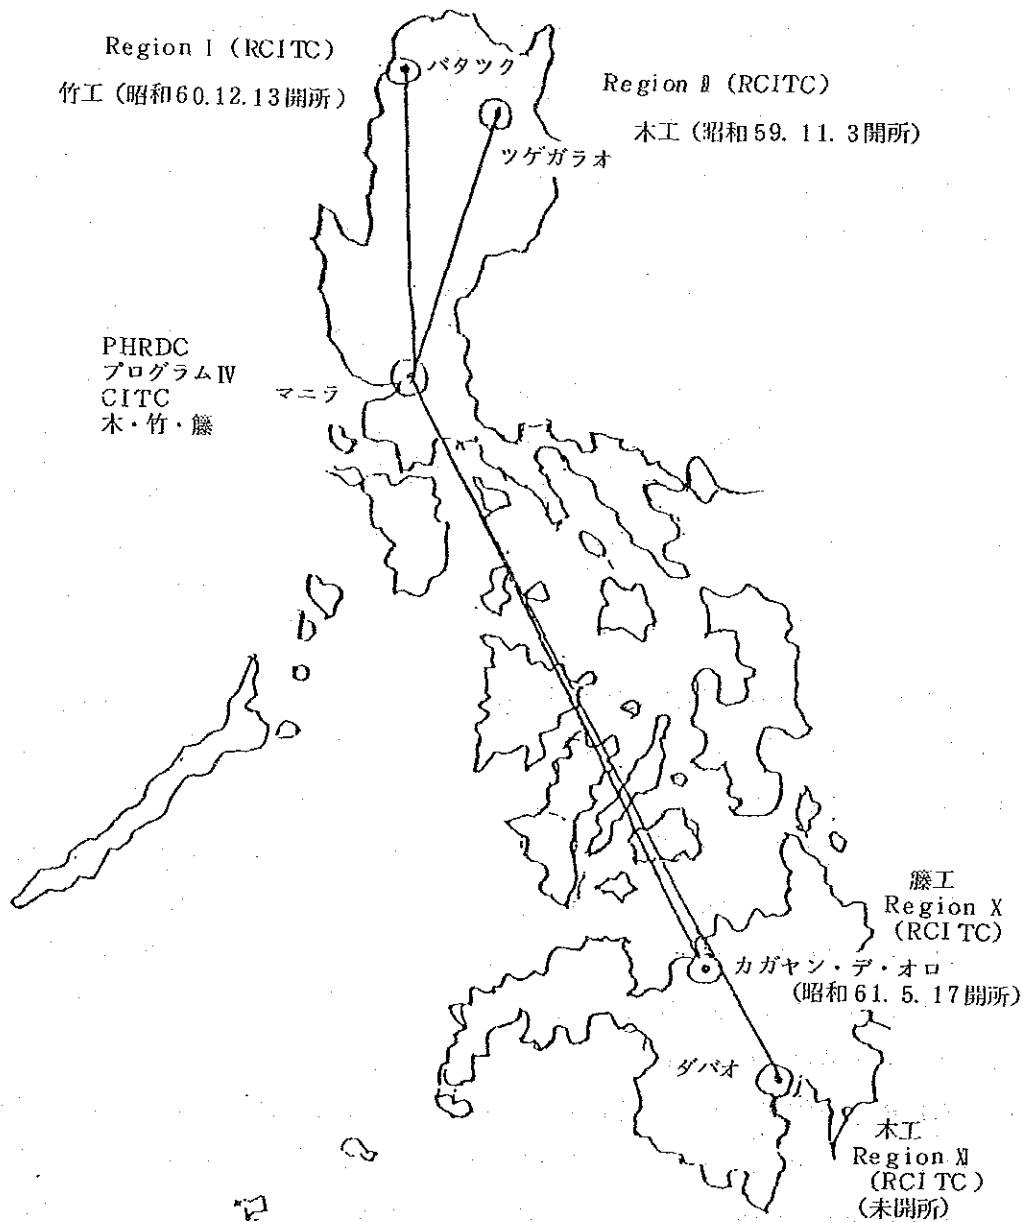 Region I (RCITC)
竹工 (昭和60.12.13開所)
バタツク
Region Ⅱ (RCITC)
木工 (昭和59.11.3開所)
ツゲガラオ
PHRDC
プログラムⅣ
CITC
木・竹・籐
マニラ
籐工
Region X
(RCITC)
カガヤン・デ・オロ
(昭和61.5.17開所)
ダバオ
木工
Region Ⅺ
(RCITC)
(未開所)